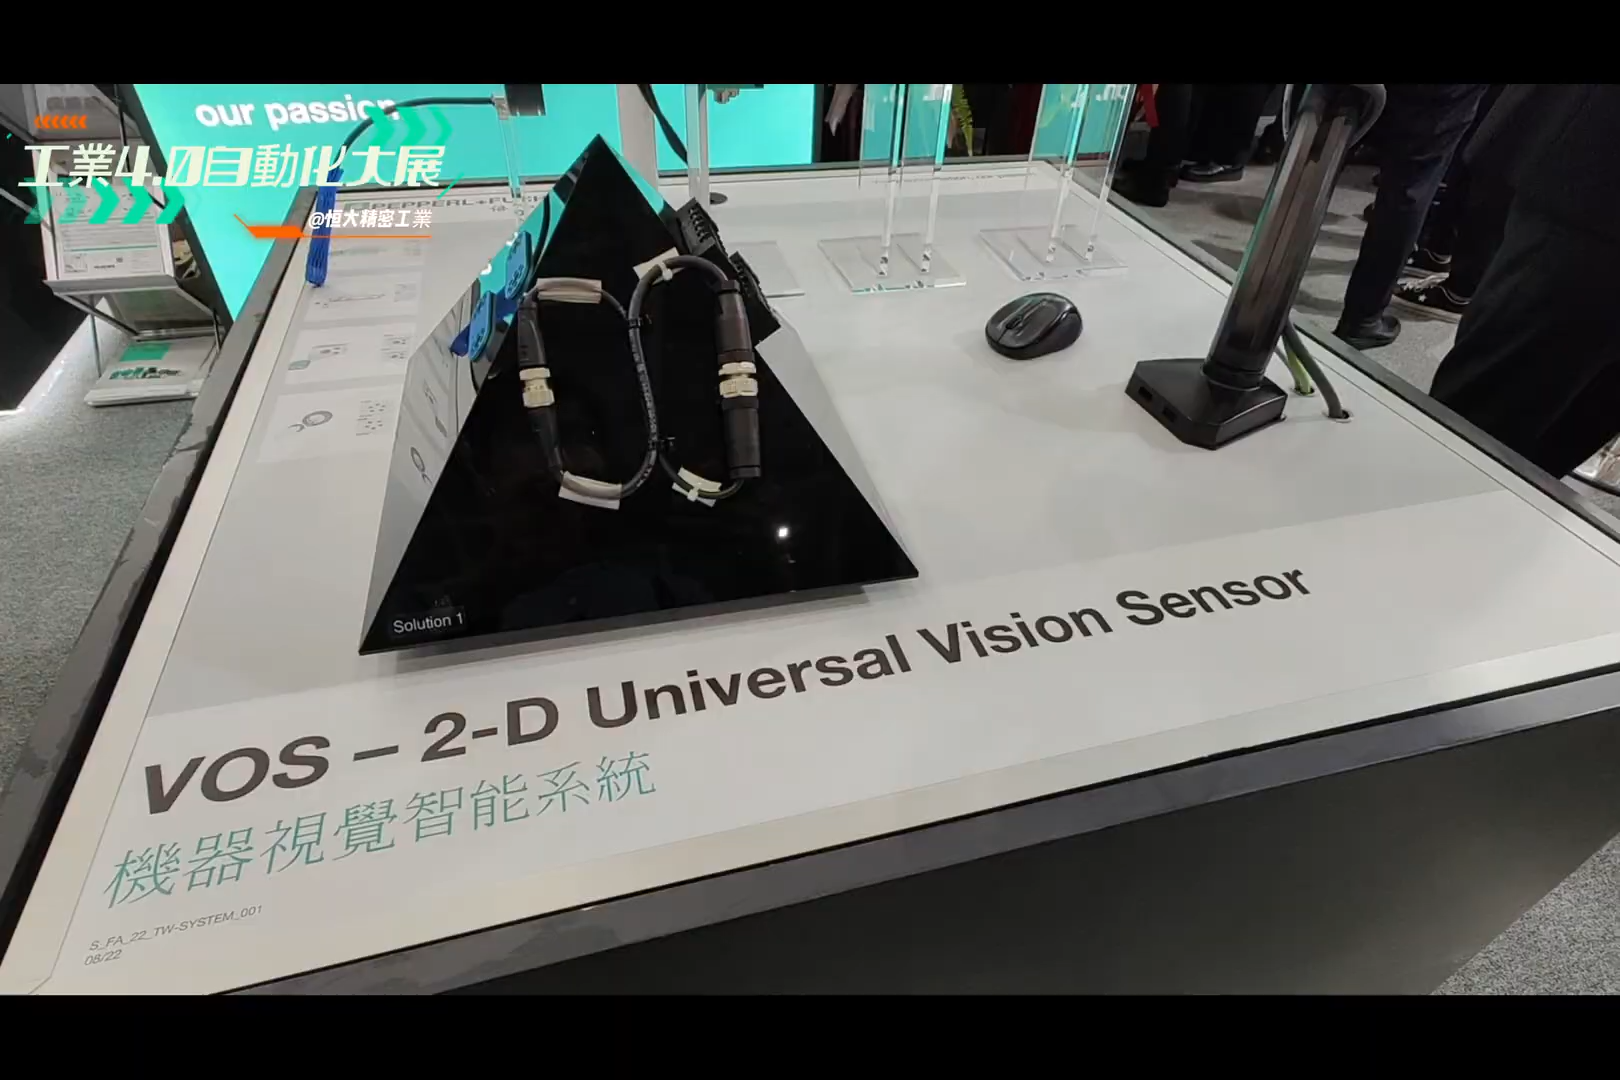 our passion
工業4.0自動化大展
@恒大精密工業
PEPPERL+FUCH
Solution 1
VOS – 2-D Universal Vision Sensor
機器視覺智能系統
S_FA_22_TW-SYSTEM_001
08/22